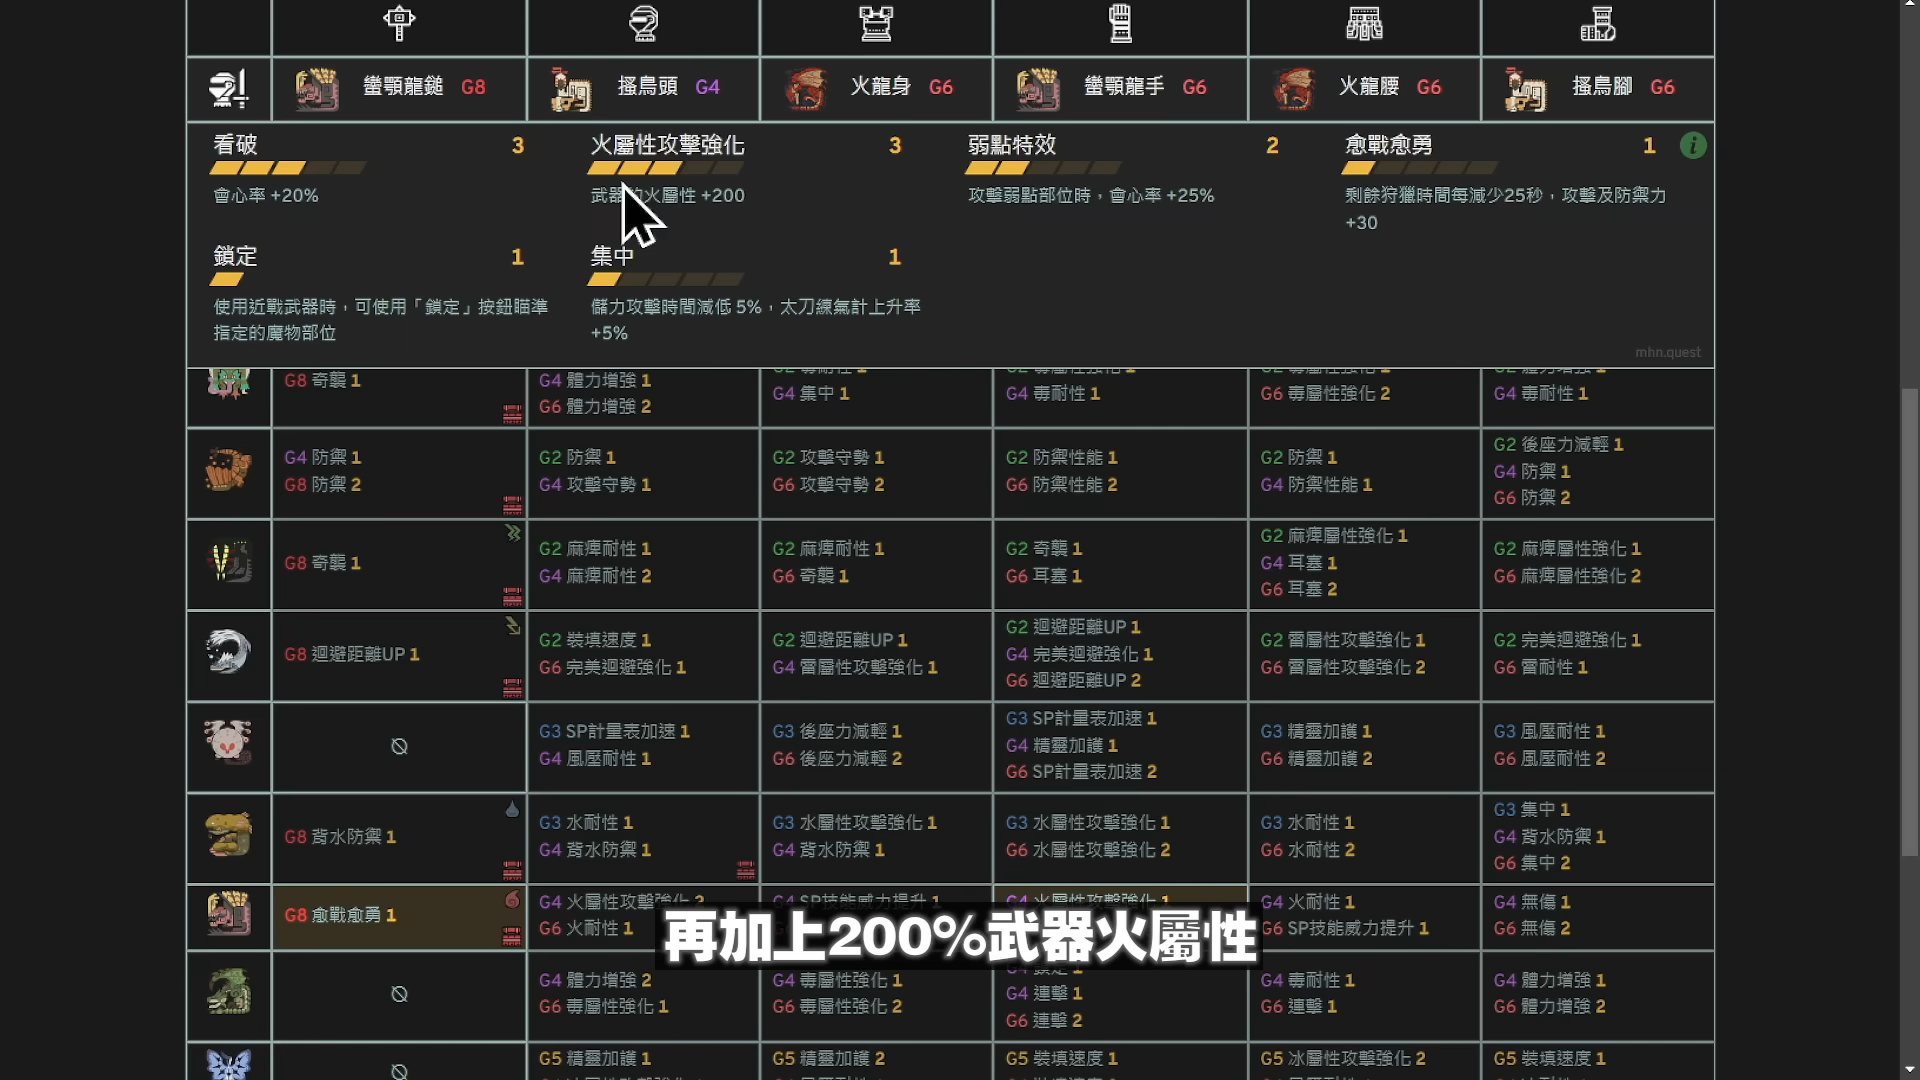 蠻顎龍鎚 G8
搔鳥頭 G4
火龍身 G6
蠻顎龍手 G6
火龍腰 G6
搔鳥腳 G6
看破 3
會心率 +20%
火屬性攻擊強化 3
火屬性 +200
弱點特效 2
攻擊弱點部位時，會心率 +25%
愈戰愈勇 1
剩餘狩獵時間每減少25秒，攻擊及防禦力
+30
鎖定 1
使用近戰武器時，可使用「鎖定」按鈕瞄準
指定的魔物部位
集中 1
儲力攻擊時間減低 5%，太刀練氣計上升率
+5%
mhn.quest
G8 奇襲 1
G4 體力增強 1
G6 體力增強 2
G4 集中 1
G4 毒耐性 1
G6 毒屬性強化 2
G4 毒耐性 1
G4 防禦 1
G8 防禦 2
G2 防禦 1
G4 攻擊守勢 1
G2 攻擊守勢 1
G6 攻擊守勢 2
G2 防禦性能 1
G6 防禦性能 2
G2 防禦 1
G4 防禦性能 1
G2 後座力減輕 1
G4 防禦 1
G6 防禦 2
G8 奇襲 1
G2 麻痺耐性 1
G4 麻痺耐性 2
G2 麻痺耐性 1
G6 奇襲 1
G2 奇襲 1
G6 耳塞 1
G2 麻痺屬性強化 1
G4 耳塞 1
G6 耳塞 2
G2 麻痺屬性強化 1
G6 麻痺屬性強化 2
G8 迴避距離UP 1
G2 裝填速度 1
G6 完美迴避強化 1
G2 迴避距離UP 1
G4 雷屬性攻擊強化 1
G2 迴避距離UP 1
G4 完美迴避強化 1
G6 迴避距離UP 2
G2 雷屬性攻擊強化 1
G6 雷屬性攻擊強化 2
G2 完美迴避強化 1
G6 雷耐性 1
G3 SP計量表加速 1
G4 風壓耐性 1
G3 後座力減輕 1
G6 後座力減輕 2
G3 SP計量表加速 1
G4 精靈加護 1
G6 SP計量表加速 2
G3 精靈加護 1
G6 精靈加護 2
G3 風壓耐性 1
G6 風壓耐性 2
G8 背水防禦 1
G3 水耐性 1
G4 背水防禦 1
G3 水屬性攻擊強化 1
G4 背水防禦 1
G3 水屬性攻擊強化 1
G6 水屬性攻擊強化 2
G3 水耐性 1
G6 水耐性 2
G3 集中 1
G4 背水防禦 1
G6 集中 2
G8 愈戰愈勇 1
G4 火屬性攻擊強化 2
G6 火耐性 1
G4 SP技能威力提升 1
G4 火屬性攻擊強化 1
G4 火耐性 1
G6 SP技能威力提升 1
G4 無傷 1
G6 無傷 2
再加上200%武器火屬性
G4 體力增強 2
G6 毒屬性強化 1
G4 毒屬性強化 1
G6 毒屬性強化 2
G4 連擊 1
G6 連擊 2
G4 毒耐性 1
G6 連擊 1
G4 體力增強 1
G6 體力增強 2
G5 精靈加護 1
G5 精靈加護 2
G5 裝填速度 1
G5 冰屬性攻擊強化 2
G5 裝填速度 1